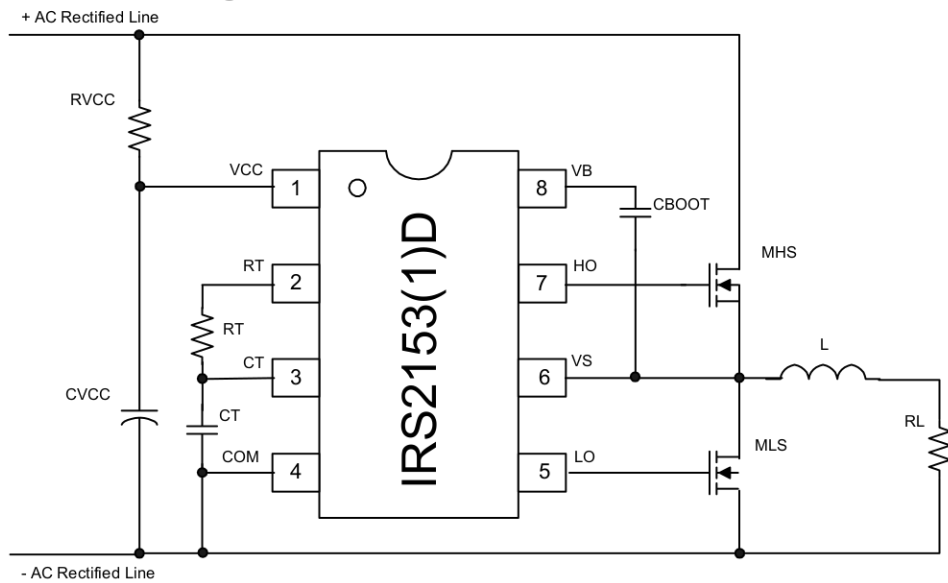 + AC Rectified Line
RVCC
VCC
1
8
VB
CBOOT
MHS
RT
2
7
HO
RT
IRS2153(1)D
CT
3
6
VS
L
CVCC
CT
RL
MLS
COM
4
5
LO
- AC Rectified Line